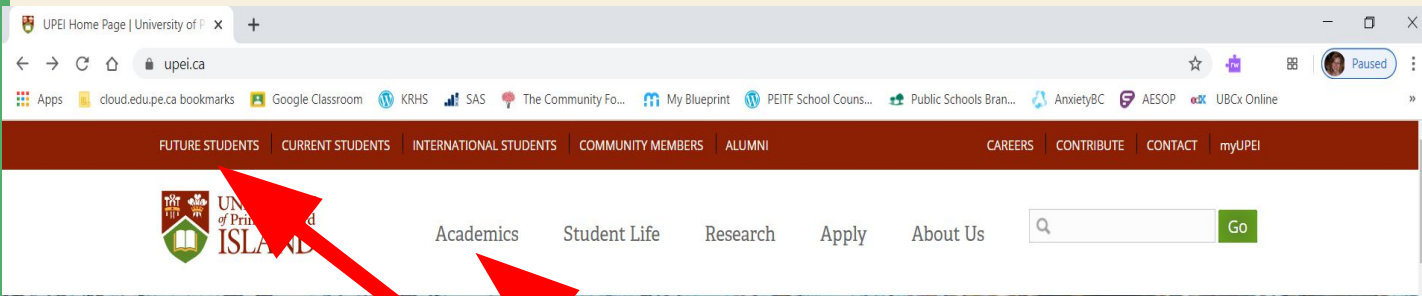 UPEI Home Page | University of P
upei.ca
Paused
Apps cloud.edu.pe.ca bookmarks Google Classroom KRHS SAS The Community Fo... My Blueprint PEITF School Couns... Public Schools Bran... AnxietyBC AESOP UBCx Online »
FUTURE STUDENTS CURRENT STUDENTS INTERNATIONAL STUDENTS COMMUNITY MEMBERS ALUMNI CAREERS CONTRIBUTE CONTACT myUPEI
of
Academics Student Life Research Apply About Us Go